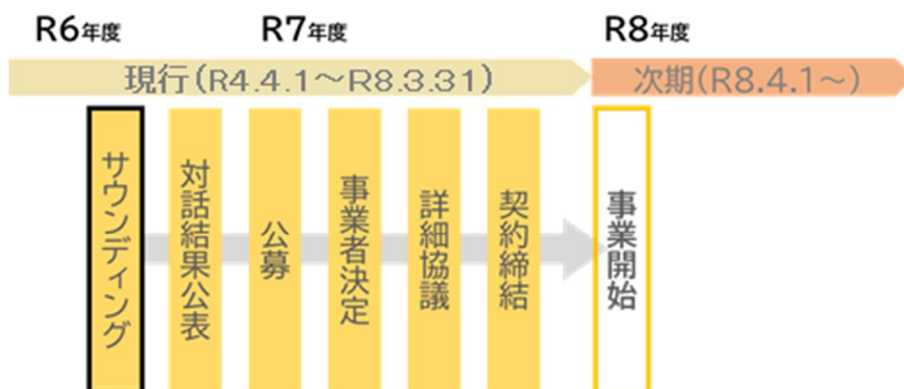 R6年度
R7年度
R8年度
現行(R4.4.1～R8.3.31)
次期(R8.4.1～)
サウンディング
対話結果公表
公募
事業者決定
詳細協議
契約締結
事業開始